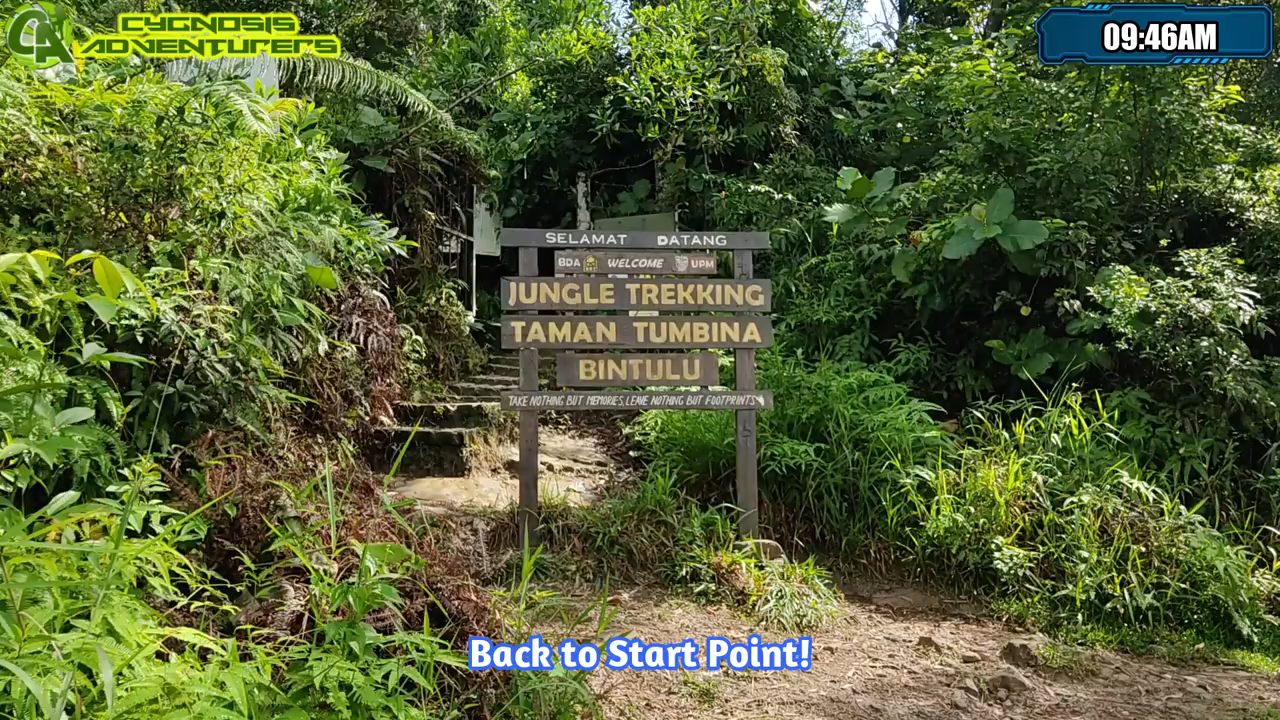 CYGNOSIS
ADVENTURERS
09:46AM
SELAMAT DATANG
BDA WELCOME UPM
JUNGLE TREKKING
TAMAN TUMBINA
BINTULU
TAKE NOTHING BUT MEMORIES, LEAVE NOTHING BUT FOOTPRINTS
Back to Start Point!